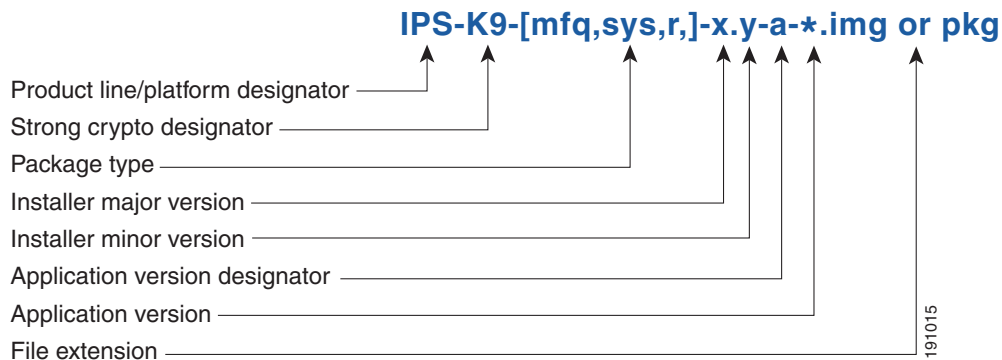 IPS-K9-[mfq,sys,r,]-x.y-a-*.img or pkg
Product line/platform designator
Strong crypto designator
Package type
Installer major version
Installer minor version
Application version designator
Application version
File extension
191015